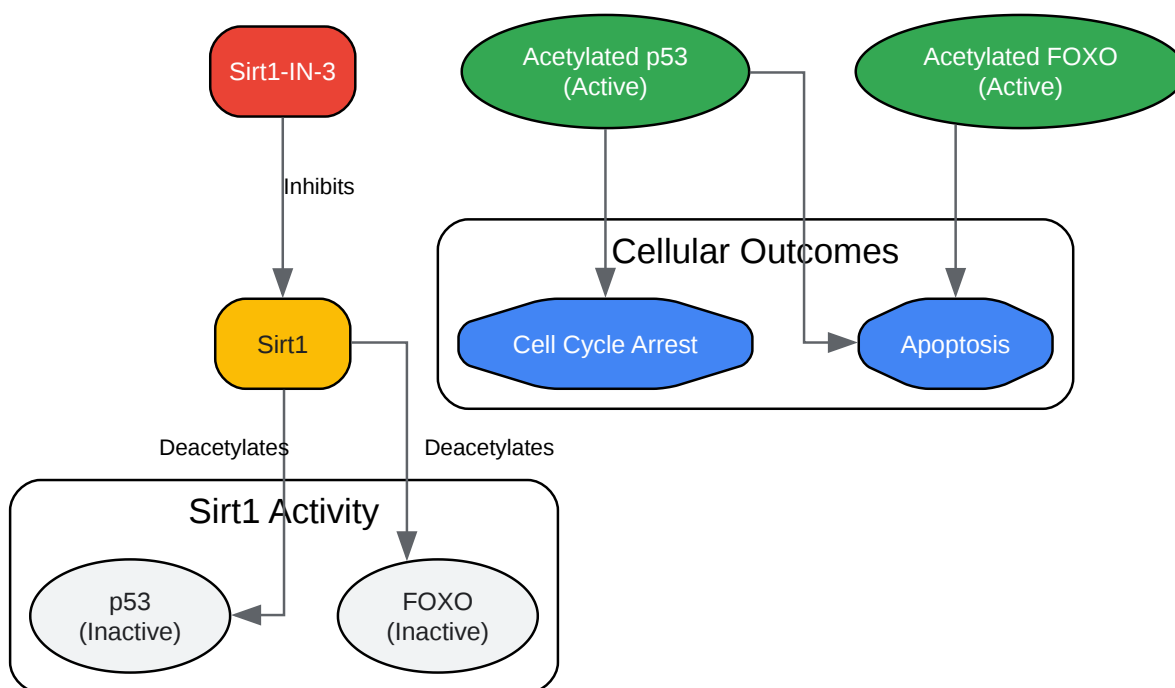 Sirt1-IN-3
Acetylated p53
(Active)
Acetylated FOXO
(Active)
Inhibits
Cellular Outcomes
Sirt1
Cell Cycle Arrest
Apoptosis
Deacetylates
Deacetylates
Sirt1 Activity
p53
(Inactive)
FOXO
(Inactive)